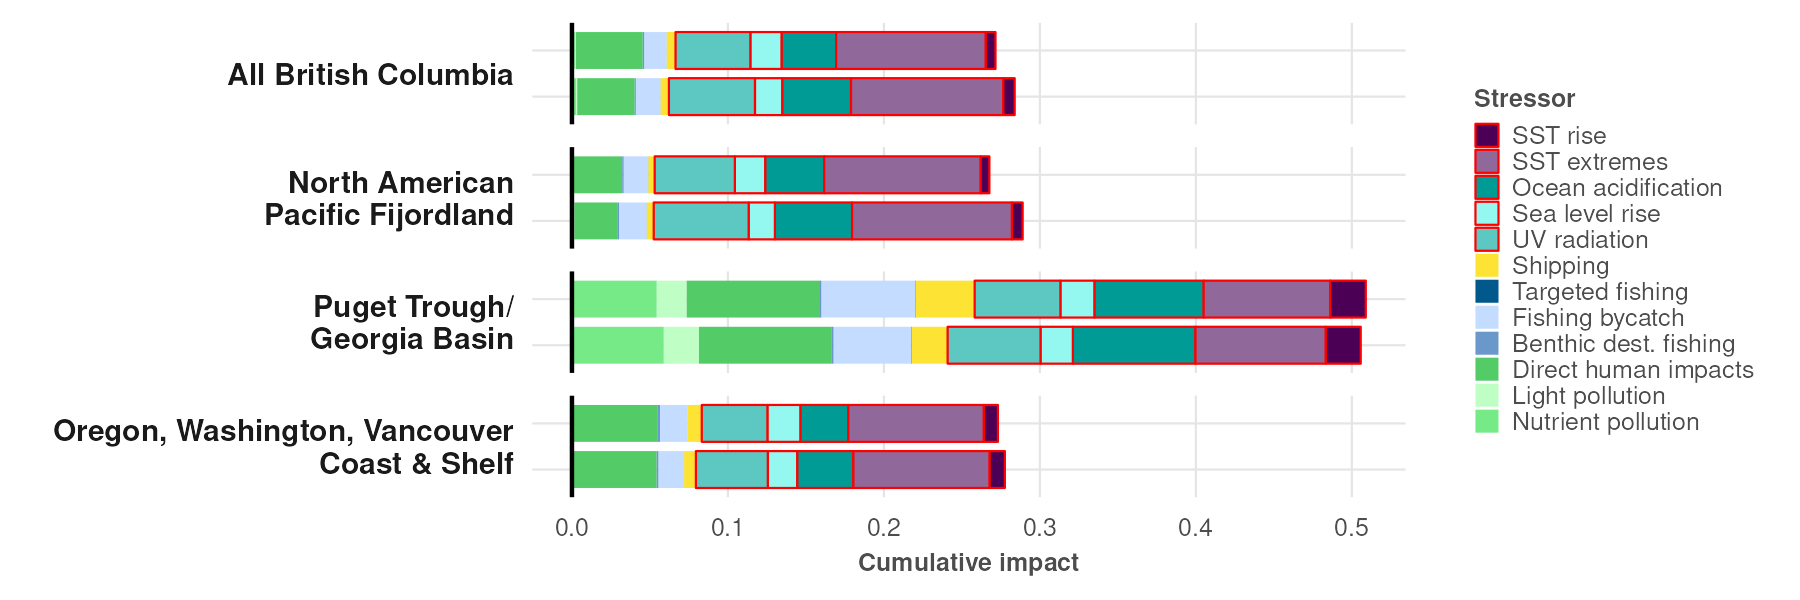 All British Columbia
North American
Pacific Fijordland
Puget Trough/
Georgia Basin
Oregon, Washington, Vancouver
Coast & Shelf
0.0 0.1 0.2 0.3 0.4 0.5
Cumulative impact
Stressor
SST rise
SST extremes
Ocean acidification
Sea level rise
UV radiation
Shipping
Targeted fishing
Fishing bycatch
Benthic dest. fishing
Direct human impacts
Light pollution
Nutrient pollution